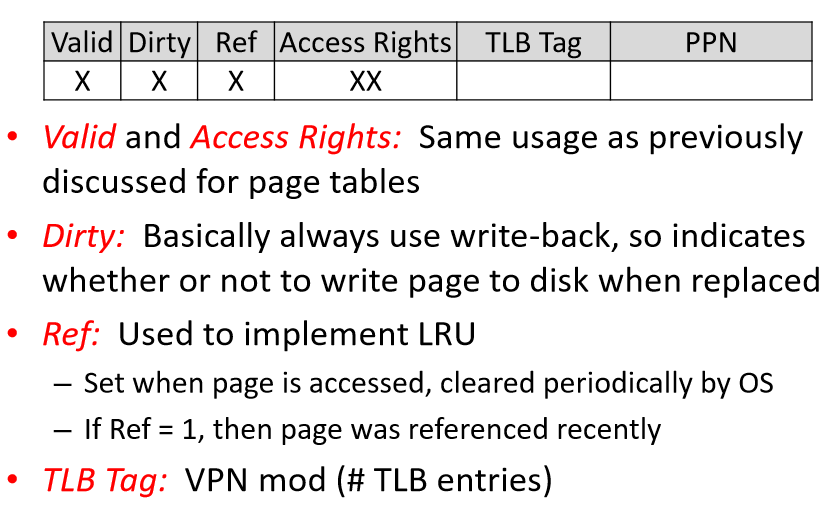 Valid Dirty Ref Access Rights TLB Tag PPN
X X X XX
• Valid and Access Rights: Same usage as previously
discussed for page tables
• Dirty: Basically always use write-back, so indicates
whether or not to write page to disk when replaced
• Ref: Used to implement LRU
– Set when page is accessed, cleared periodically by OS
– If Ref = 1, then page was referenced recently
• TLB Tag: VPN mod (# TLB entries)